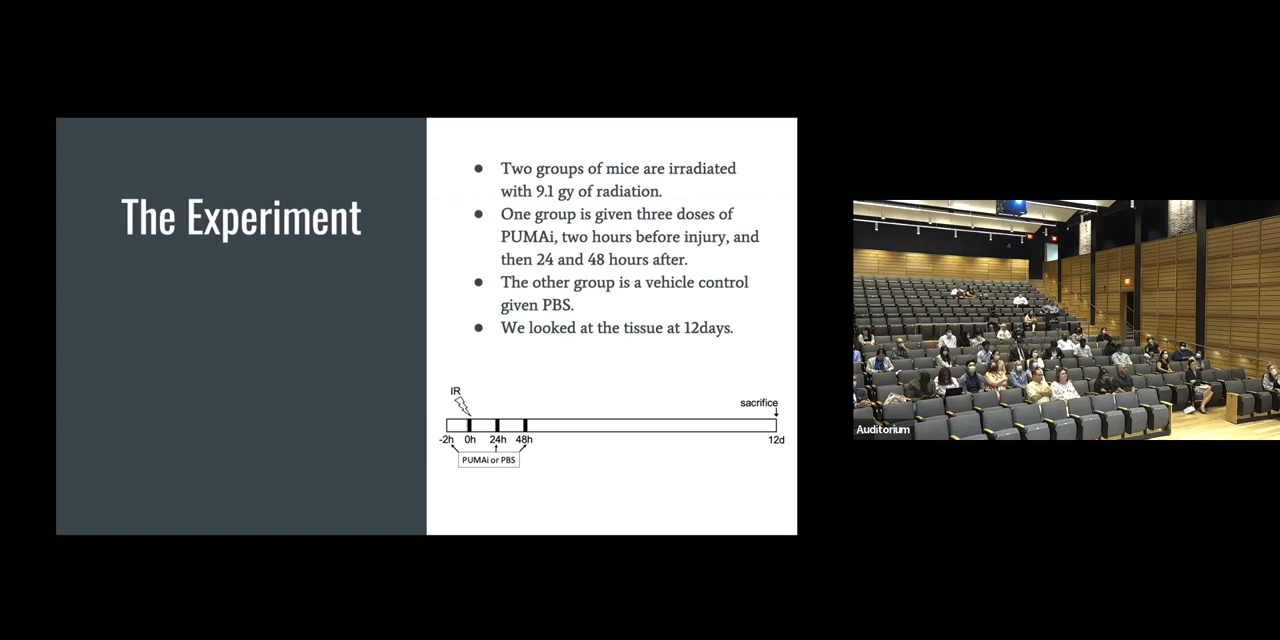 The Experiment
● Two groups of mice are irradiated
with 9.1 gy of radiation.
● One group is given three doses of
PUMAi, two hours before injury, and
then 24 and 48 hours after.
● The other group is a vehicle control
given PBS.
● We looked at the tissue at 12days.
IR
sacrifice
-2h 0h 24h 48h 12d
PUMAi or PBS
Auditorium